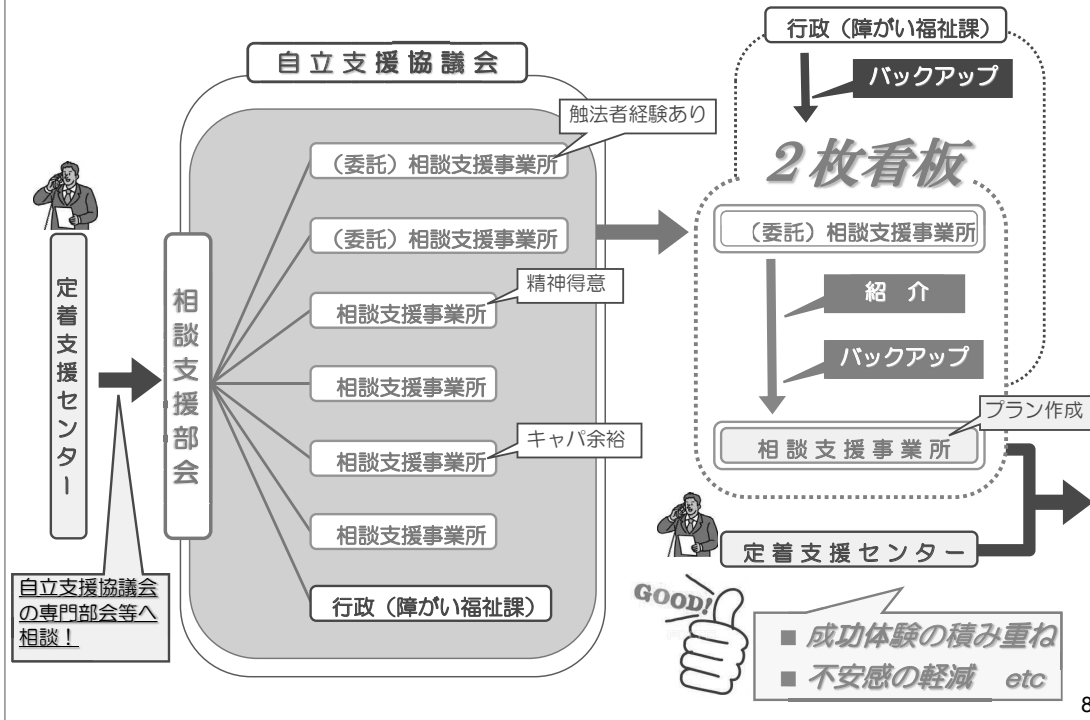 自立支援協議会
定着支援センター
自立支援協議会
の専門部会等へ
相談！
相談支援部会
触法者経験あり
（委託）相談支援事業所
（委託）相談支援事業所
精神得意
相談支援事業所
相談支援事業所
キャパ余裕
相談支援事業所
相談支援事業所
行政（障がい福祉課）
行政（障がい福祉課）
バックアップ
２枚看板
（委託）相談支援事業所
紹　介
バックアップ
プラン作成
相談支援事業所
定着支援センター
GOOD!
■ 成功体験の積み重ね
■ 不安感の軽減　etc
8